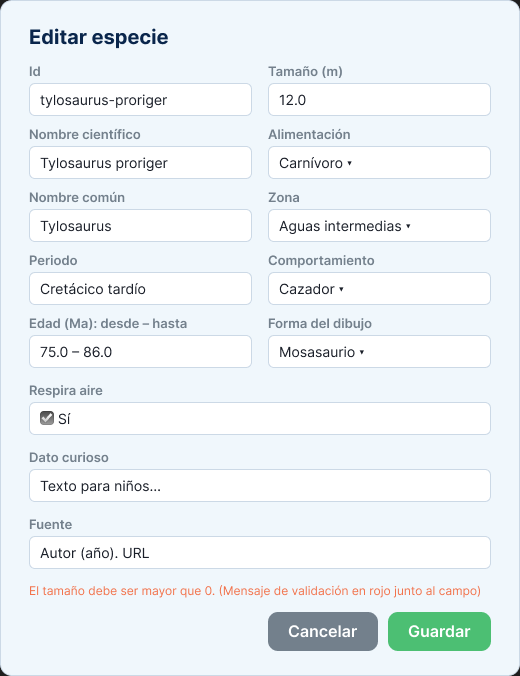 Editar especie
Id
tylosaurus-proriger
Tamaño (m)
12.0
Nombre científico
Tylosaurus proriger
Alimentación
Carnívoro ▾
Nombre común
Tylosaurus
Zona
Aguas intermedias ▾
Periodo
Cretácico tardío
Comportamiento
Cazador ▾
Edad (Ma): desde – hasta
75.0 – 86.0
Forma del dibujo
Mosasaurio ▾
Respira aire
Sí
Dato curioso
Texto para niños...
Fuente
Autor (año). URL
El tamaño debe ser mayor que 0. (Mensaje de validación en rojo junto al campo)
Cancelar
Guardar